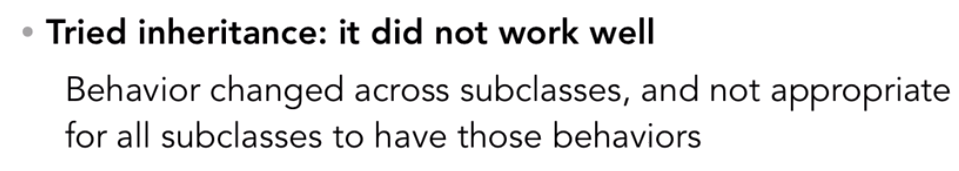 • Tried inheritance: it did not work well
Behavior changed across subclasses, and not appropriate
for all subclasses to have those behaviors